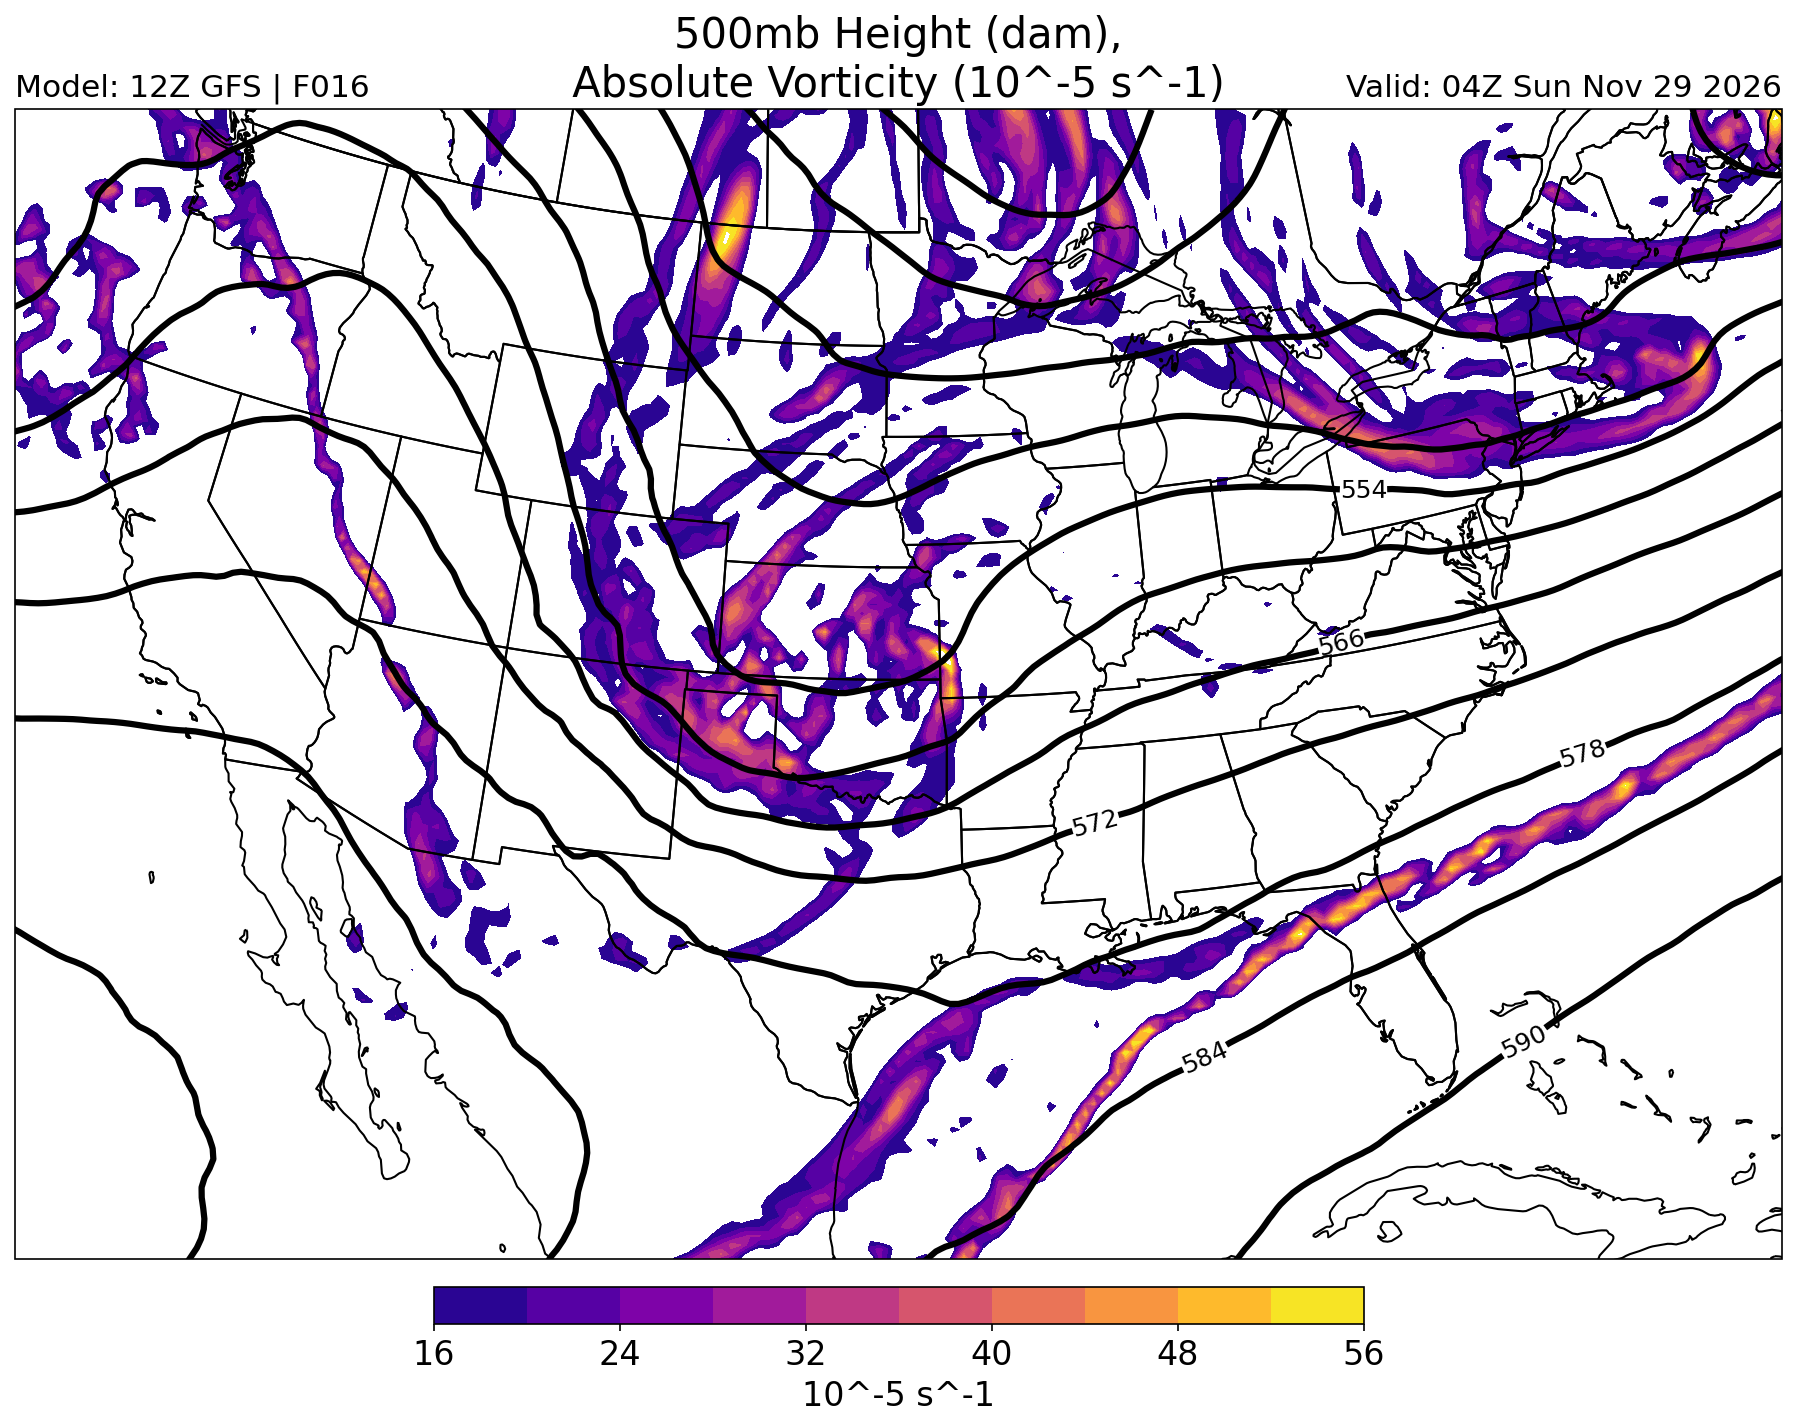 500mb Height (dam),
Model: 12Z GFS | F016
Absolute Vorticity (10^-5 s^-1)
Valid: 04Z Sun Nov 29 2026
554
566
578
572
584
590
16
24
32
40
48
56
10^-5 s^-1